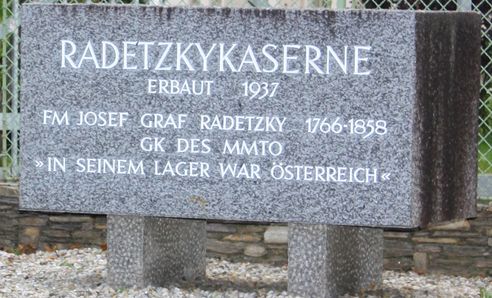 RADETZKYKASERNE
ERBAUT 1937
FM JOSEF GRAF RADETZKY 1766-1858
GK DES MMTO
»IN SEINEM LAGER WAR ÖSTERREICH«